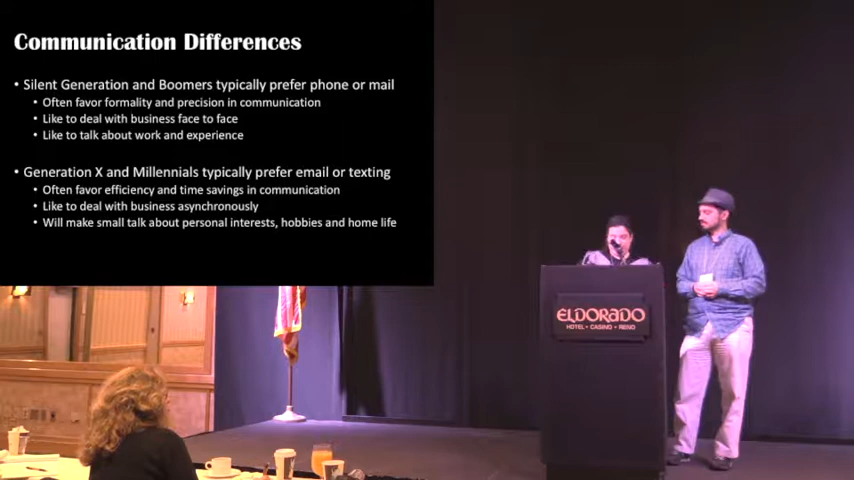 Communication Differences
• Silent Generation and Boomers typically prefer phone or mail
• Often favor formality and precision in communication
• Like to deal with business face to face
• Like to talk about work and experience
• Generation X and Millennials typically prefer email or texting
• Often favor efficiency and time savings in communication
• Like to deal with business asynchronously
• Will make small talk about personal interests, hobbies and home life
ELDORADO
HOTEL • CASINO • RENO